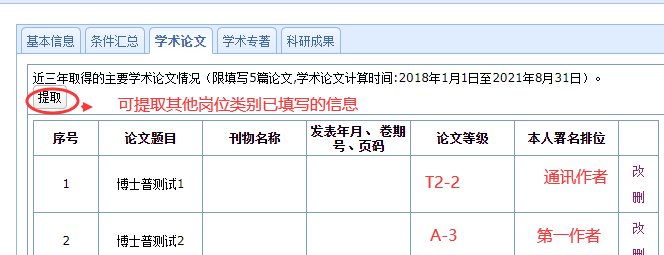 基本信息 条件汇总 学术论文 学术专著 科研成果
近三年取得的主要学术论文情况（限填写5篇论文,学术论文计算时间:2018年1月1日至2021年8月31日）。
提取 可提取其他岗位类别已填写的信息
序号 论文题目 刊物名称 发表年月、卷期号、页码 论文等级 本人署名排位
1 博士普测试1 T2-2 通讯作者 改 删
2 博士普测试2 A-3 第一作者 改 删